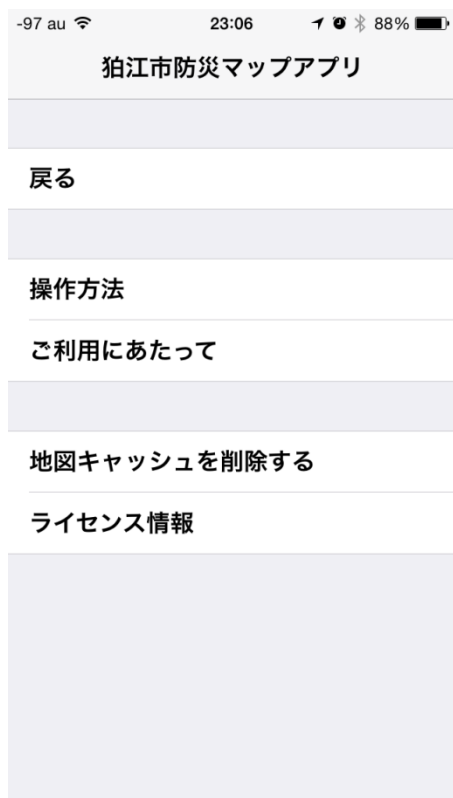 -97 au 23:06 88%
狛江市防災マップアプリ
戻る
操作方法
ご利用にあたって
地図キャッシュを削除する
ライセンス情報